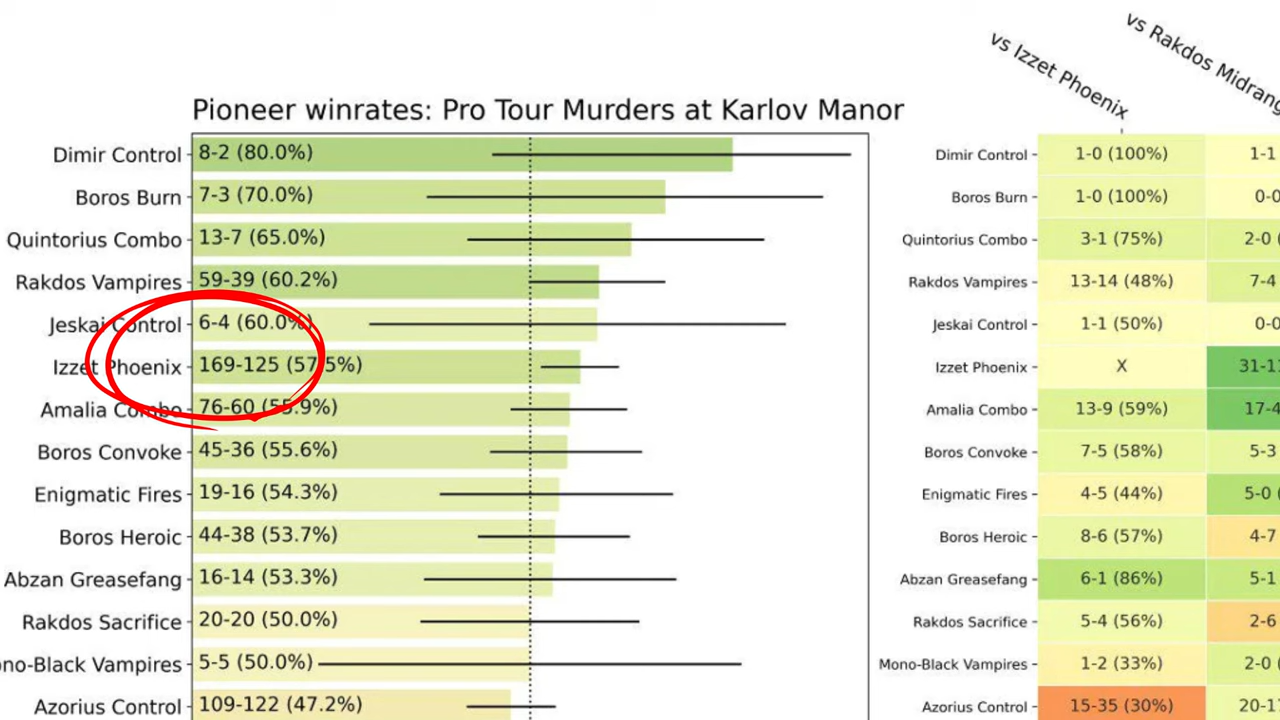 vs Izzet Phoenix
vs Rakdos
Pioneer winrates: Pro Tour Murders at Karlov Manor
Dimir Control 8-2 (80.0%)
Boros Burn 7-3 (70.0%)
Quintorius Combo 13-7 (65.0%)
Rakdos Vampires 59-39 (60.2%)
Jeskai Control 6-4 (60.0%)
Izzet Phoenix 169-125 (57.5%)
Amalia Combo 76-60 (55.9%)
Boros Convoke 45-36 (55.6%)
Enigmatic Fires 19-16 (54.3%)
Boros Heroic 44-38 (53.7%)
Abzan Greasefang 16-14 (53.3%)
Rakdos Sacrifice 20-20 (50.0%)
Vampires 5-5 (50.0%)
Azorius Control 109-122 (47.2%)
Dimir Control 1-0 (100%) 1-1
Boros Burn 1-0 (100%)
Quintorius Combo 3-1 (75%) 2-0
Rakdos Vampires 13-14 (48%) 7-4
Jeskai Control 1-1 (50%)
Izzet Phoenix X
Amalia Combo 13-9 (59%) 17-4
Boros Convoke 7-5 (58%) 5-3
Enigmatic Fires 4-5 (44%) 5-0
Boros Heroic 8-6 (57%) 4-7
Abzan Greasefang 6-1 (86%) 5-1
Rakdos Sacrifice 5-4 (56%) 2-6
Mono-Black Vampires 1-2 (33%) 2-0
Azorius Control 15-35 (30%)